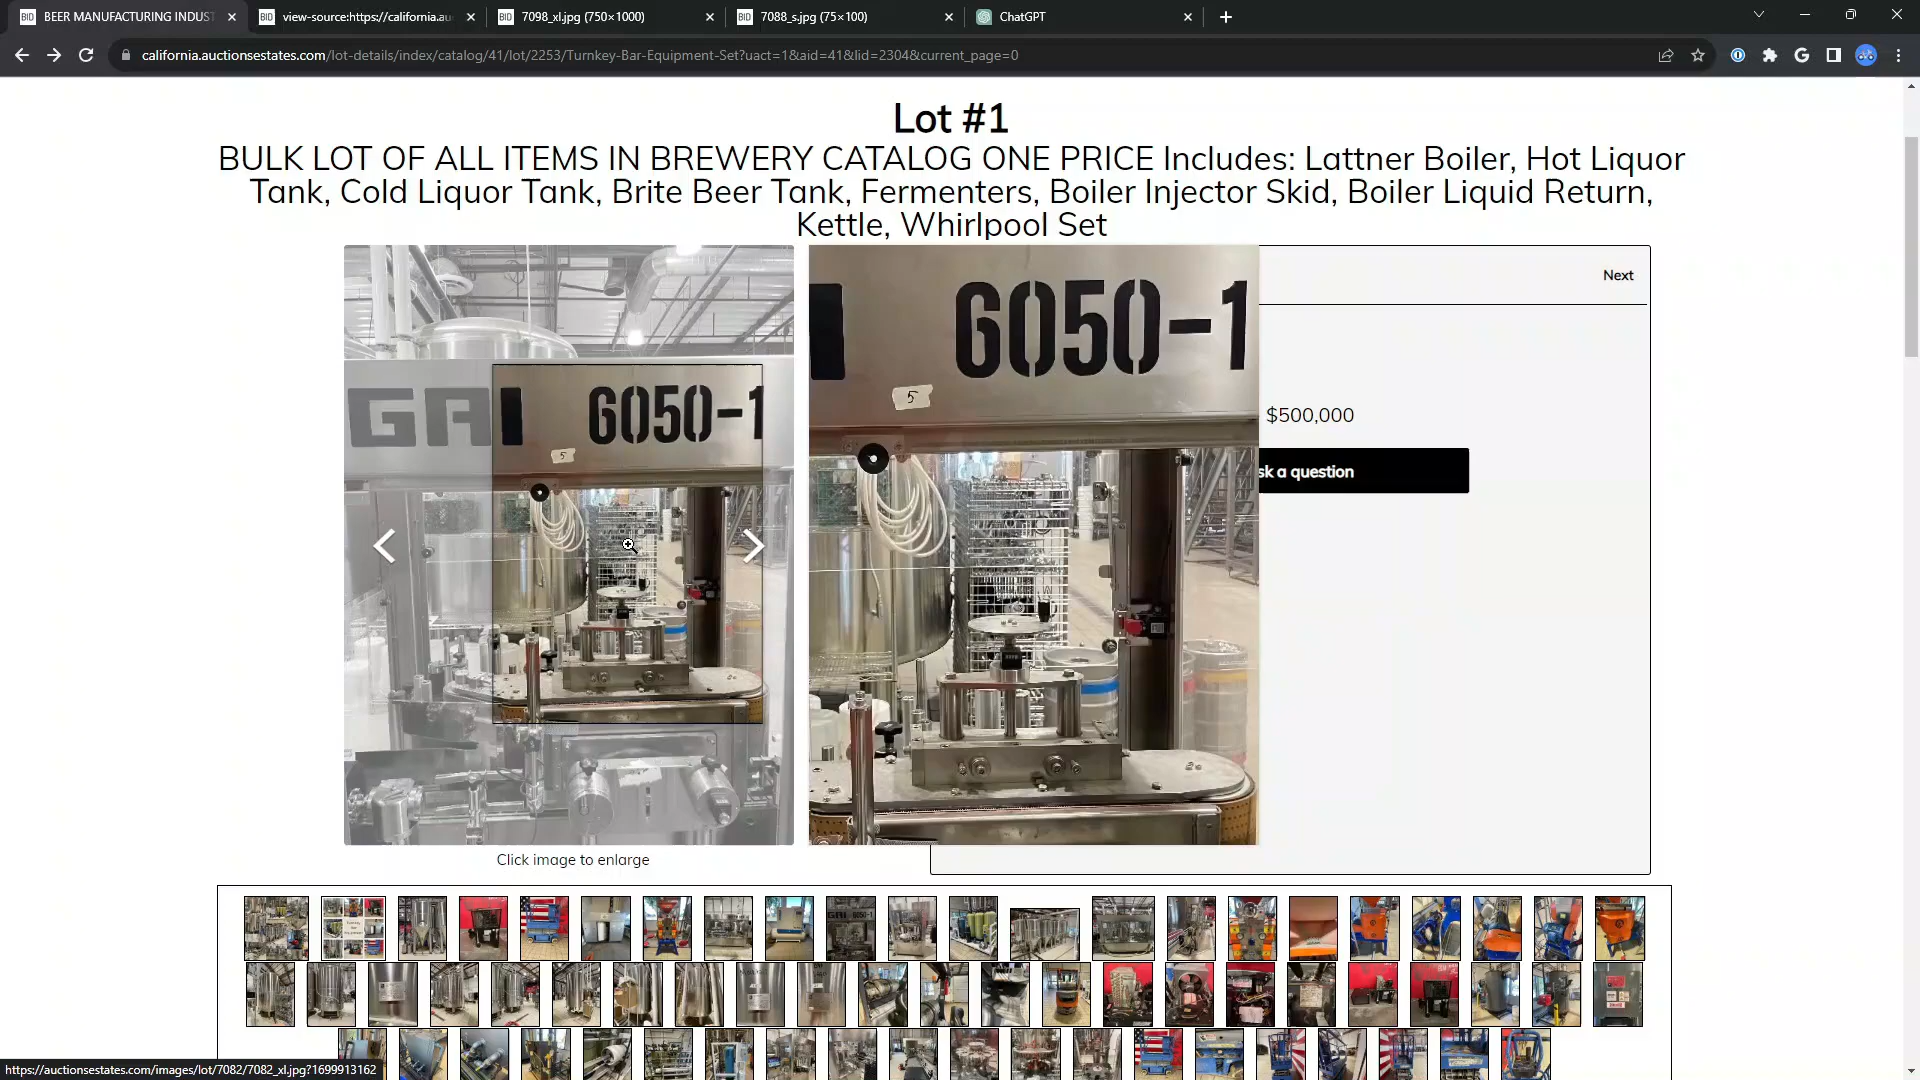 BEER MANUFACTURING INDUST
view-source:https://california.au
7098_xl.jpg (750×1000)
7088_s.jpg (75×100)
ChatGPT
california.auctionsestates.com/lot-details/index/catalog/41/lot/2253/Turnkey-Bar-Equipment-Set?uact=1&aid=41&lid=2304&current_page=0
Lot #1
BULK LOT OF ALL ITEMS IN BREWERY CATALOG ONE PRICE Includes: Lattner Boiler, Hot Liquor
Tank, Cold Liquor Tank, Brite Beer Tank, Fermenters, Boiler Injector Skid, Boiler Liquid Return,
Kettle, Whirlpool Set
GAI 6050-1
5
6050-1
5
Next
$500,000
sk a question
Click image to enlarge
https://auctionsestates.com/images/lot/7082/7082_xl.jpg?1699913162